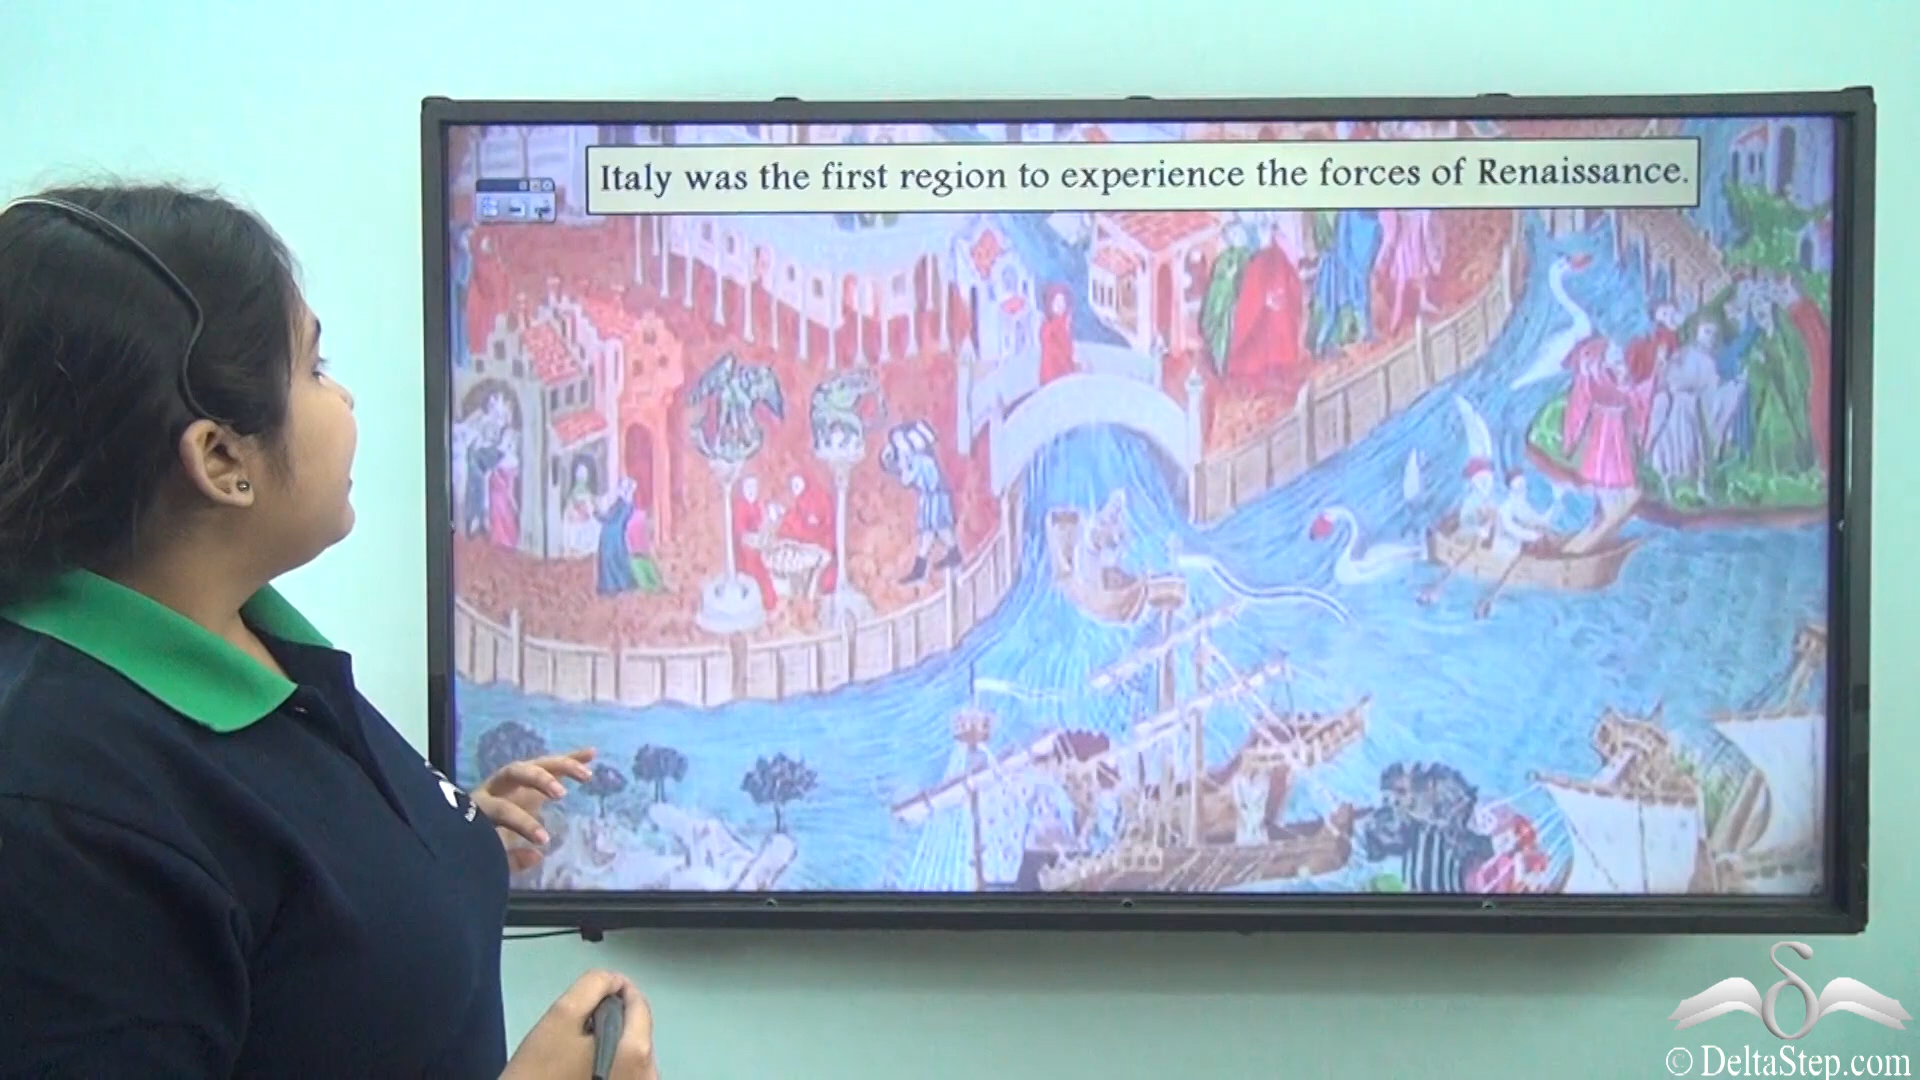 Italy was the first region to experience the forces of Renaissance.
© DeltaStep.com